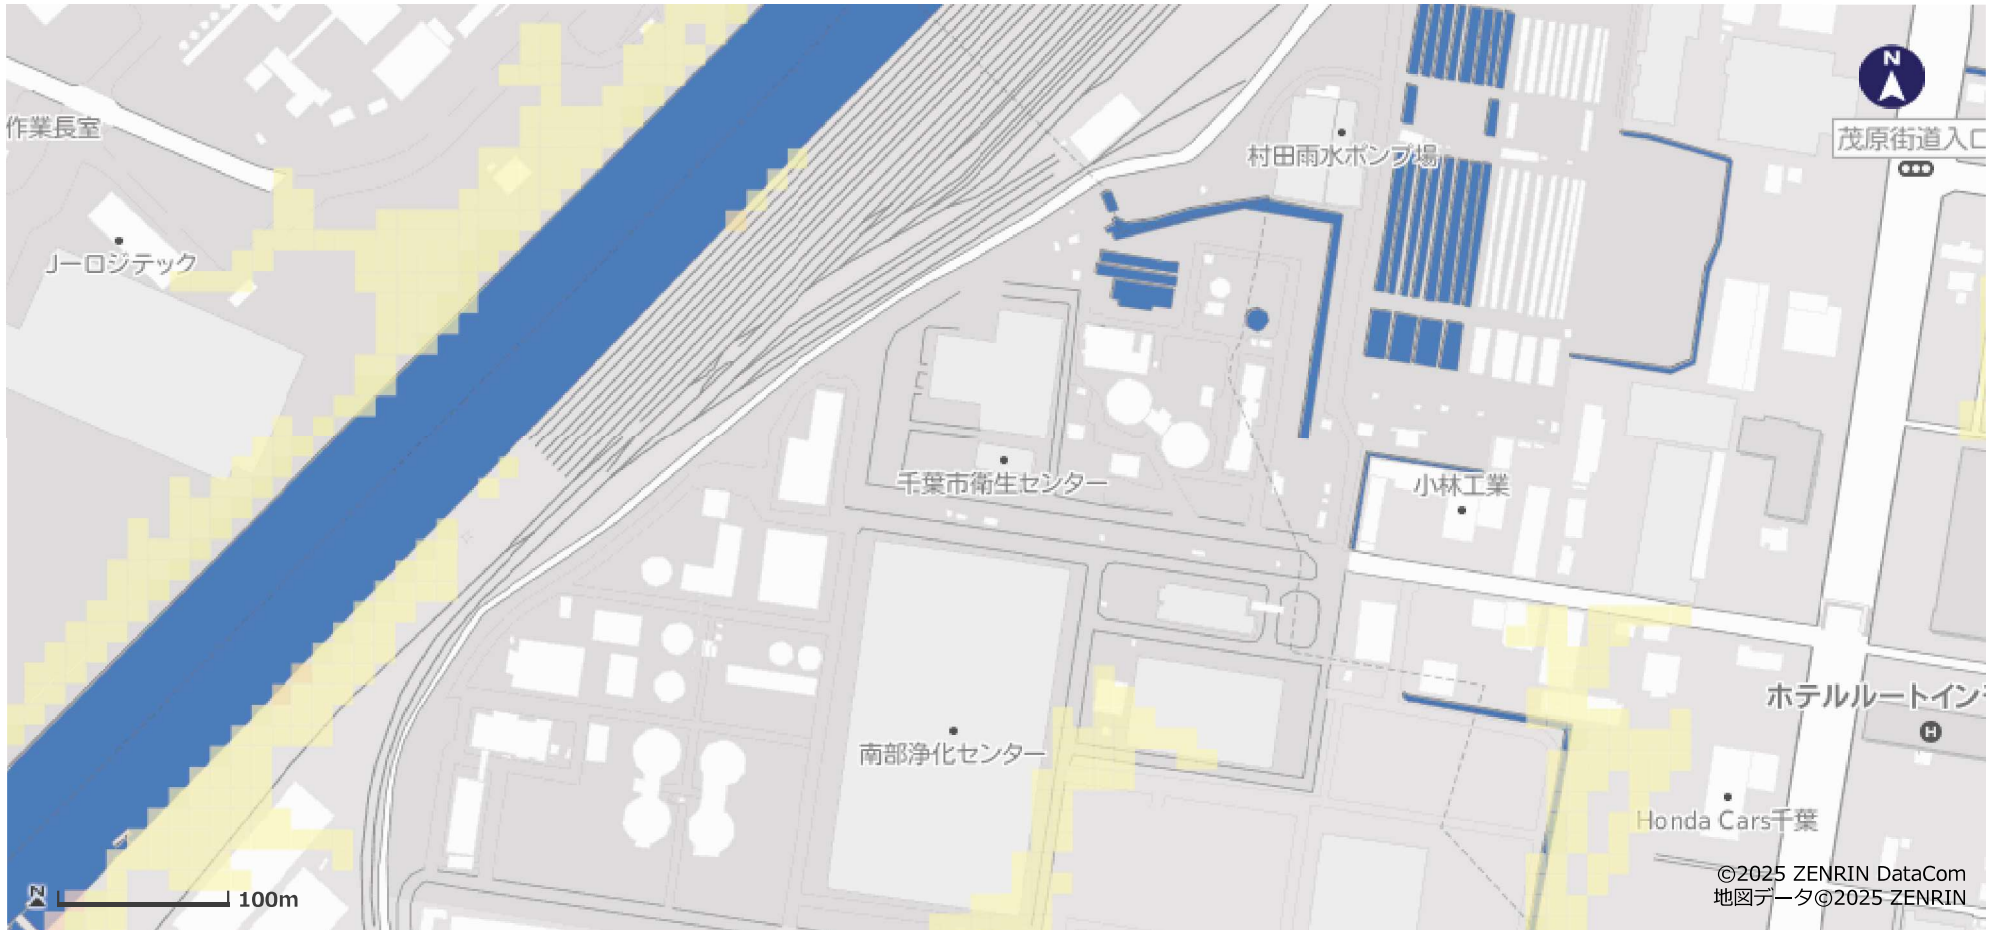 N
作業長室
茂原街道入口
村田雨水ポンプ場
Jーロジテック
千葉市衛生センター
小林工業
ホテルルートイン
H
南部浄化センター
Honda Cars千葉
©2025 ZENRIN DataCom
地図データ©2025 ZENRIN
N
100m